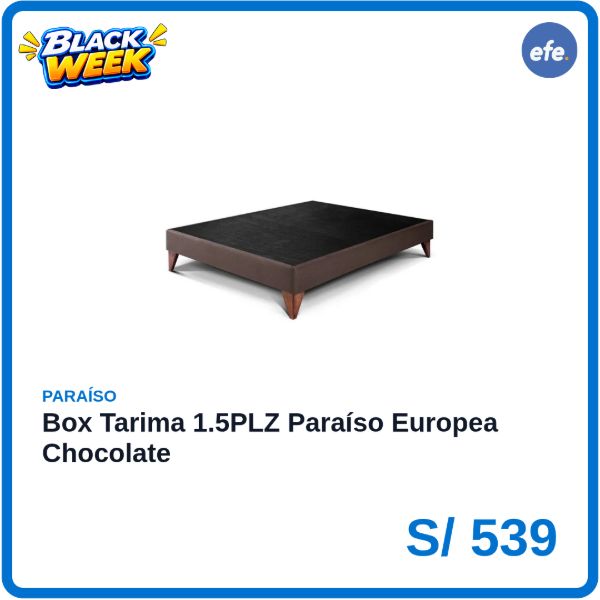 BLACK
WEEK
efe.
PARAÍSO
Box Tarima 1.5PLZ Paraíso Europea
Chocolate
S/ 539